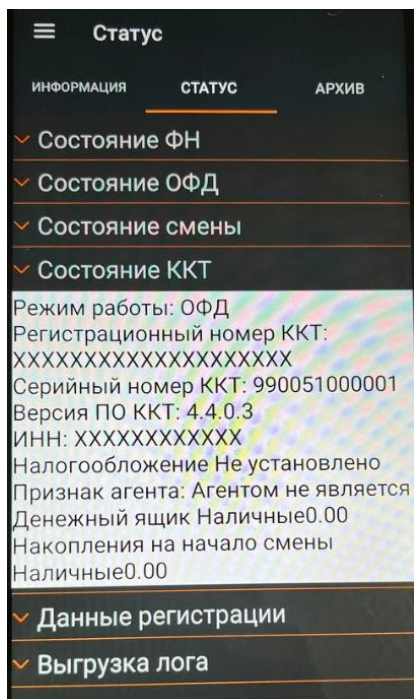 Статус
ИНФОРМАЦИЯ СТАТУС АРХИВ
Состояние ФН
Состояние ОФД
Состояние смены
Состояние ККТ
Режим работы: ОФД
Регистрационный номер ККТ:
XXXXXXXXXXXXXXXXXXXX
Серийный номер ККТ: 990051000001
Версия ПО ККТ: 4.4.0.3
ИНН: XXXXXXXXXXXX
Налогообложение Не установлено
Признак агента: Агентом не является
Денежный ящик Наличные0.00
Накопления на начало смены
Наличные0.00
Данные регистрации
Выгрузка лога